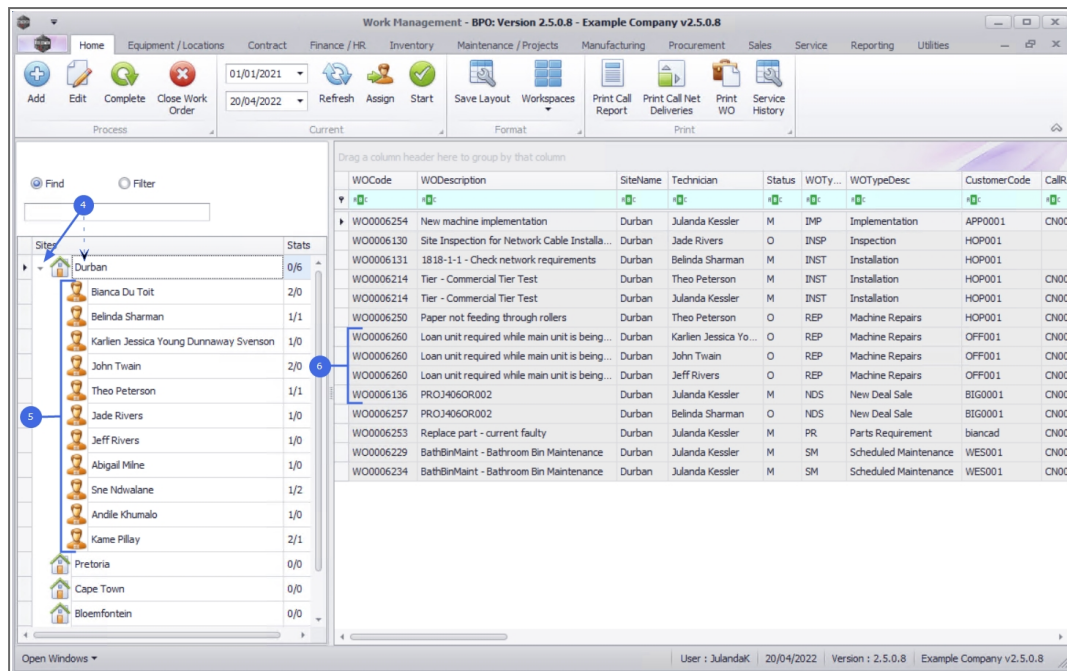 Work Management - BPO: Version 2.5.0.8 - Example Company v2.5.0.8
Home Equipment / Locations Contract Finance / HR Inventory Maintenance / Projects Manufacturing Procurement Sales Service Reporting Utilities
Add Edit Complete Close Work Order 01/01/2021 20/04/2022 Refresh Assign Start Save Layout Workspaces Print Call Report Print Call Net Deliveries Print WO Service History
Process Current Format Print
Find Filter
4
Sites Stats
Durban 0/6
Bianca Du Toit 2/0
Belinda Sharman 1/1
Karlien Jessica Young Dunnaway Svenson 1/0
John Twain 2/0
Theo Peterson 1/1
5
Jade Rivers 1/0
Jeff Rivers 1/0
Abigail Milne 1/0
Sne Ndwalane 1/2
Andile Khumalo 1/0
Kame Pillay 2/1
Pretoria 0/0
Cape Town 0/0
Bloemfontein 0/0
Drag a column header here to group by that column
WOCode WODescription SiteName Technician Status WOTy... WOTypeDesc CustomerCode CallR
WO0006254 New machine implementation Durban Julanda Kessler M IMP Implementation APP0001 CN00
WO0006130 Site Inspection for Network Cable Installa... Durban Jade Rivers O INSP Inspection HOP001
WO0006131 1818-1-1 - Check network requirements Durban Belinda Sharman M INST Installation HOP001
WO0006214 Tier - Commercial Tier Test Durban Theo Peterson M INST Installation HOP001 CN00
WO0006214 Tier - Commercial Tier Test Durban Julanda Kessler M INST Installation HOP001 CN00
WO0006250 Paper not feeding through rollers Durban Theo Peterson O REP Machine Repairs HOP001 CN00
WO0006260 Loan unit required while main unit is being... Durban Karlien Jessica Yo... O REP Machine Repairs OFF001 CN00
6
WO0006260 Loan unit required while main unit is being... Durban John Twain O REP Machine Repairs OFF001 CN00
WO0006260 Loan unit required while main unit is being... Durban Jeff Rivers O REP Machine Repairs OFF001 CN00
WO0006136 PROJ406OR002 Durban Julanda Kessler M NDS New Deal Sale BIG0001 CN00
WO0006257 PROJ406OR002 Durban Belinda Sharman O NDS New Deal Sale BIG0001 CN00
WO0006253 Replace part - current faulty Durban Julanda Kessler M PR Parts Requirement biancad CN00
WO0006229 BathBinMaint - Bathroom Bin Maintenance Durban Julanda Kessler M SM Scheduled Maintenance WES001 CN00
WO0006234 BathBinMaint - Bathroom Bin Maintenance Durban Julanda Kessler M SM Scheduled Maintenance WES001 CN00
Open Windows User : JulandaK 20/04/2022 Version : 2.5.0.8 Example Company v2.5.0.8